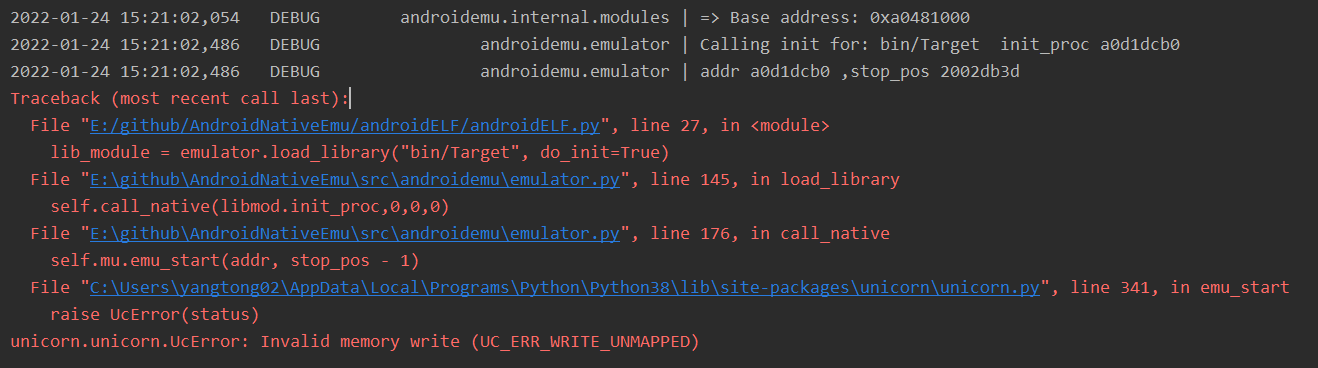 2022-01-24 15:21:02,054   DEBUG        androidemu.internal.modules | => Base address: 0xa0481000
2022-01-24 15:21:02,486   DEBUG                androidemu.emulator | Calling init for: bin/Target  init_proc a0d1dcb0
2022-01-24 15:21:02,486   DEBUG                androidemu.emulator | addr a0d1dcb0 ,stop_pos 2002db3d
Traceback (most recent call last):
  File "E:/github/AndroidNativeEmu/androidELF/androidELF.py", line 27, in <module>
    lib_module = emulator.load_library("bin/Target", do_init=True)
  File "E:\github\AndroidNativeEmu\src\androidemu\emulator.py", line 145, in load_library
    self.call_native(libmod.init_proc,0,0,0)
  File "E:\github\AndroidNativeEmu\src\androidemu\emulator.py", line 176, in call_native
    self.mu.emu_start(addr, stop_pos - 1)
  File "C:\Users\yangtong02\AppData\Local\Programs\Python\Python38\lib\site-packages\unicorn\unicorn.py", line 341, in emu_start
    raise UcError(status)
unicorn.unicorn.UcError: Invalid memory write (UC_ERR_WRITE_UNMAPPED)